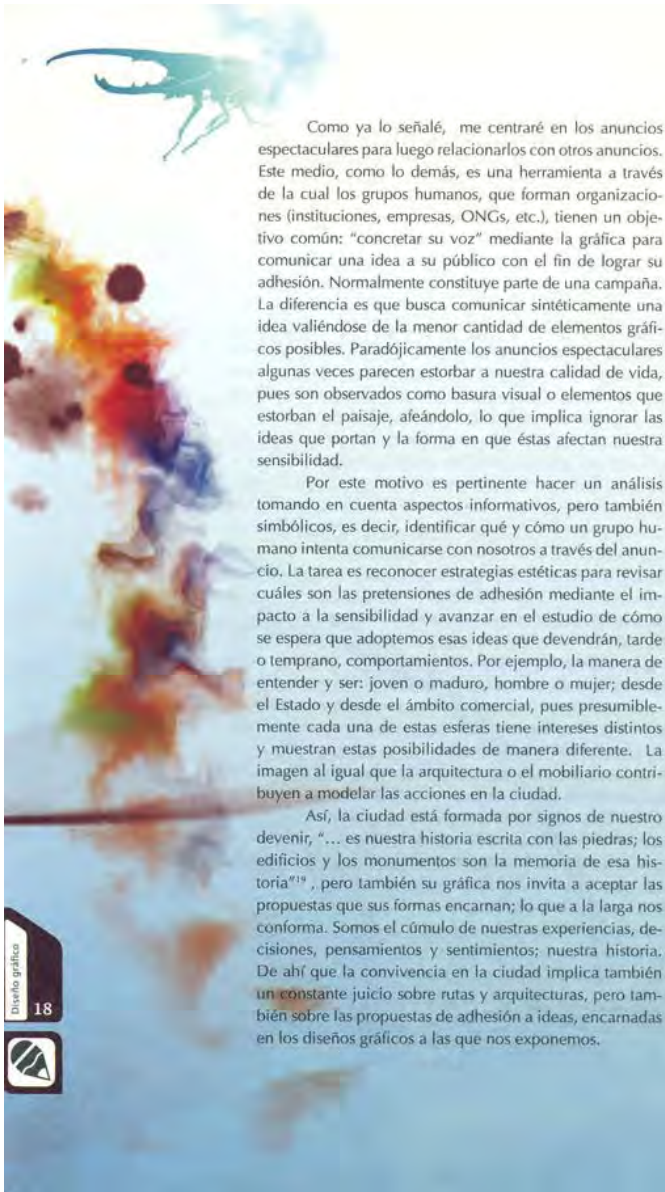 Como ya lo señalé, me centraré en los anuncios
espectaculares para luego relacionarlos con otros anuncios.
Este medio, como lo demás, es una herramienta a través
de la cual los grupos humanos, que forman organizacio-
nes (instituciones, empresas, ONGs, etc.), tienen un obje-
tivo común: "concretar su voz" mediante la gráfica para
comunicar una idea a su público con el fin de lograr su
adhesión. Normalmente constituye parte de una campaña.
La diferencia es que busca comunicar sintéticamente una
idea valiéndose de la menor cantidad de elementos gráfi-
cos posibles. Paradójicamente los anuncios espectaculares
algunas veces parecen estorbar a nuestra calidad de vida,
pues son observados como basura visual o elementos que
estorban el paisaje, afeándolo, lo que implica ignorar las
ideas que portan y la forma en que éstas afectan nuestra
sensibilidad.
Por este motivo es pertinente hacer un análisis
tomando en cuenta aspectos informativos, pero también
simbólicos, es decir, identificar qué y cómo un grupo hu-
mano intenta comunicarse con nosotros a través del anun-
cio. La tarea es reconocer estrategias estéticas para revisar
cuáles son las pretensiones de adhesión mediante el im-
pacto a la sensibilidad y avanzar en el estudio de cómo
se espera que adoptemos esas ideas que devendrán, tarde
o temprano, comportamientos. Por ejemplo, la manera de
entender y ser: joven o maduro, hombre o mujer; desde
el Estado y desde el ámbito comercial, pues presumible-
mente cada una de estas esferas tiene intereses distintos
y muestran estas posibilidades de manera diferente. La
imagen al igual que la arquitectura o el mobiliario contri-
buyen a modelar las acciones en la ciudad.
Así, la ciudad está formada por signos de nuestro
devenir, "... es nuestra historia escrita con las piedras; los
edificios y los monumentos son la memoria de esa his-
toria"¹⁹ , pero también su gráfica nos invita a aceptar las
propuestas que sus formas encarnan; lo que a la larga nos
conforma. Somos el cúmulo de nuestras experiencias, de-
cisiones, pensamientos y sentimientos; nuestra historia.
De ahí que la convivencia en la ciudad implica también
un constante juicio sobre rutas y arquitecturas, pero tam-
bién sobre las propuestas de adhesión a ideas, encarnadas
en los diseños gráficos a las que nos exponemos.
Diseño gráfico
18